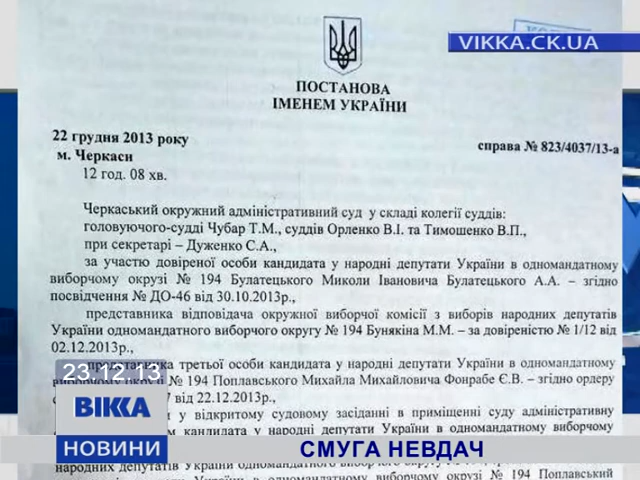 VIKKA.CK.UA
ПОСТАНОВА
ІМЕНЕМ УКРАЇНИ
22 грудня 2013 року
справа № 823/4037/13-а
м. Черкаси
12 год. 08 хв.
Черкаський окружний адміністративний суд у складі колегії суддів:
головуючого-судді Чубар Т.М., суддів Орленко В.І. та Тимошенко В.П.,
при секретарі – Дуженко С.А.,
за участю довіреної особи кандидата у народні депутати України в одномандатному
виборчому окрузі № 194 Булатецького Миколи Івановича Булатецького А.А. – згідно
посвідчення № ДО-46 від 30.10.2013р.,
представника відповідача окружної виборчої комісії з виборів народних депутатів
України одномандатного виборчого округу № 194 Бунякіна М.М. – за довіреністю № 1/12 від
02.12.2013р.,
третьої особи кандидата у народні депутати України в одномандатному
23.12.13
№ 194 Поплавського Михайла Михайловича Фонрабе Є.В. – згідно ордеру
7 від 22.12.2013р.,
ВІККА
у відкритому судовому засіданні в приміщенні суду адміністративну
кандидата у народні депутати України в одномандатному виборчому
НОВИНИ
СМУГА НЕВДАЧ
народних депутатів України одномандатного
№ 194 Поплавський